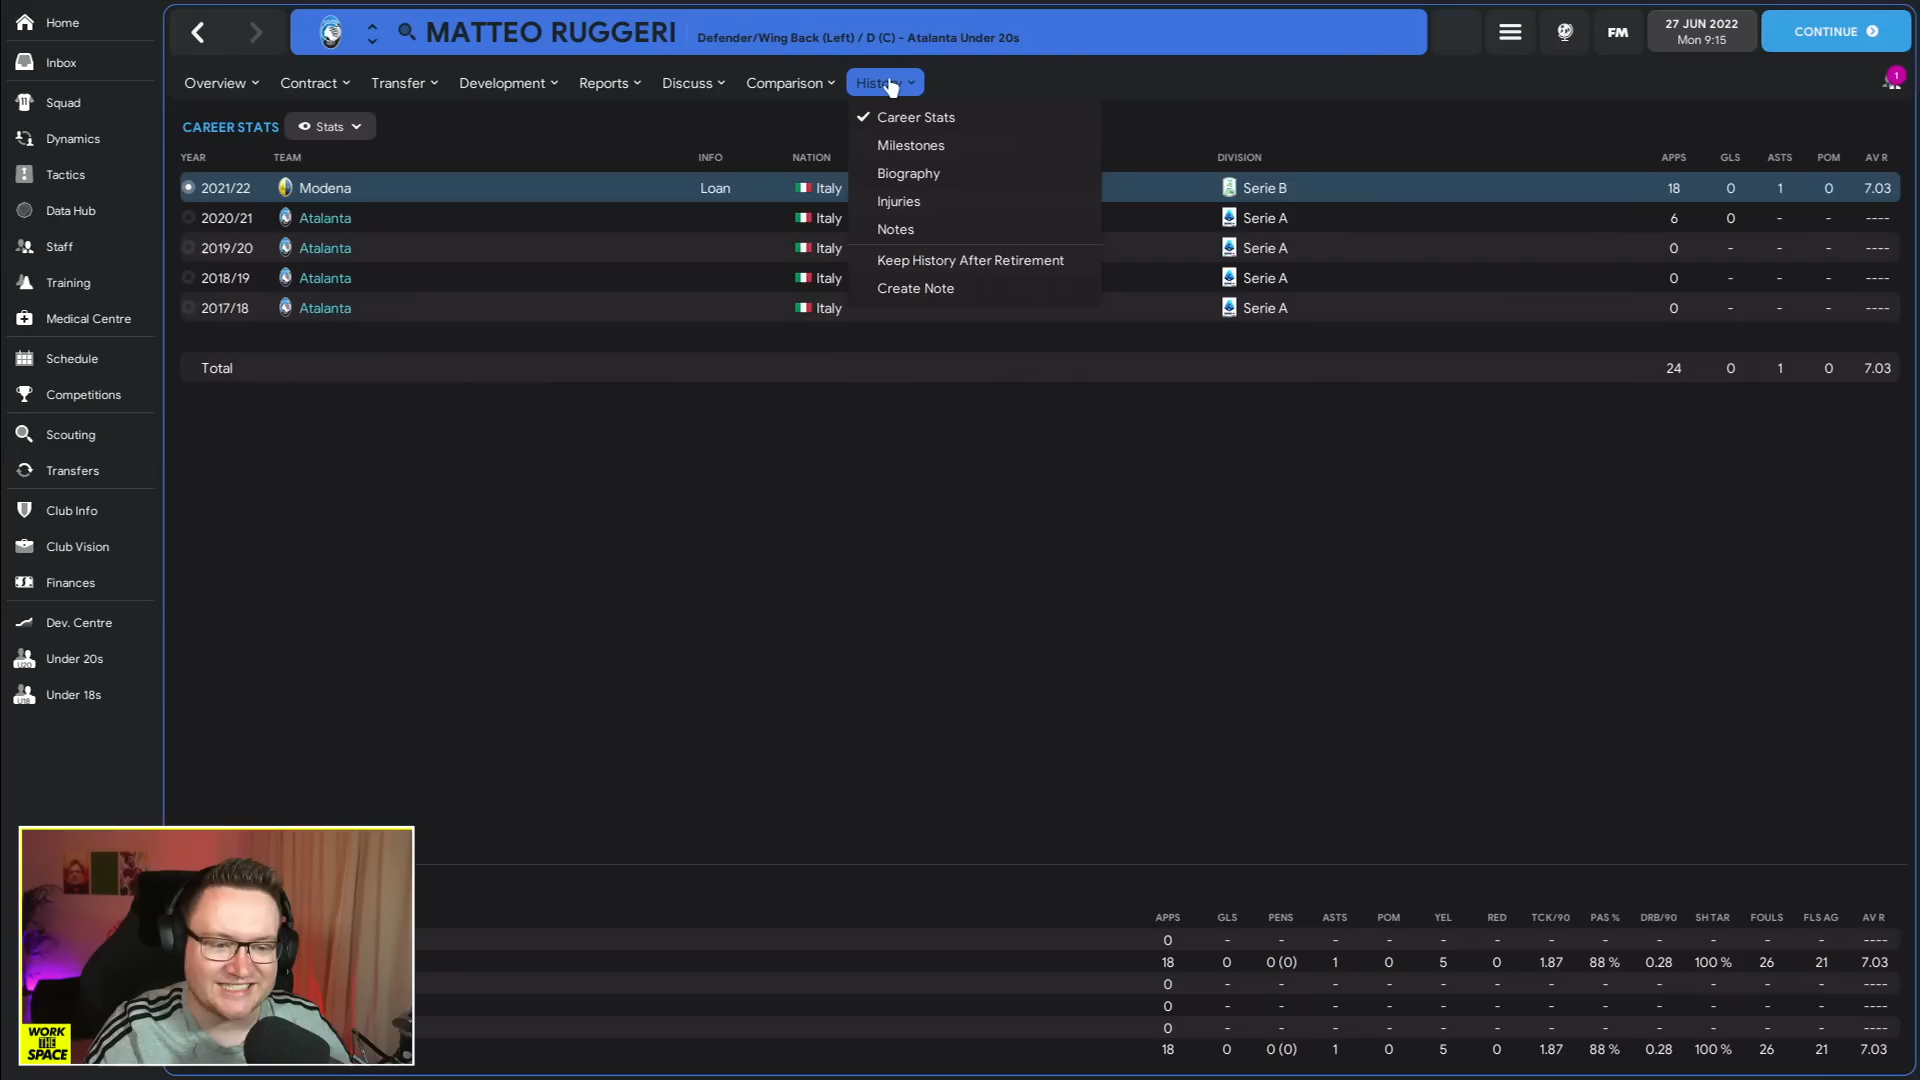 Home
Inbox
Squad
Dynamics
Tactics
Data Hub
Staff
Training
Medical Centre
Schedule
Competitions
Scouting
Transfers
Club Info
Club Vision
Finances
Dev. Centre
Under 20s
Under 18s
MATTEO RUGGERI Defender/Wing Back (Left) / D (C) - Atalanta Under 20s
FM
27 JUN 2022
Mon 9:15
CONTINUE
Overview Contract Transfer Development Reports Discuss Comparison History
1
CAREER STATS Stats
Career Stats
Milestones
Biography
Injuries
Notes
Keep History After Retirement
Create Note
YEAR TEAM INFO NATION DIVISION APPS GLS ASTS POM AV R
2021/22 Modena Loan Italy Serie B 18 0 1 0 7.03
2020/21 Atalanta Italy Serie A 6 0 - - ----
2019/20 Atalanta Italy Serie A 0 - - - ----
2018/19 Atalanta Italy Serie A 0 - - - ----
2017/18 Atalanta Italy Serie A 0 - - - ----
Total 24 0 1 0 7.03
APPS GLS PENS ASTS POM YEL RED TCK/90 PAS % DRB/90 SH TAR FOULS FLS AG AV R
0 - - - - - - - - - - - - ----
18 0 0 (0) 1 0 5 0 1.87 88 % 0.28 100 % 26 21 7.03
0 - - - - - - - - - - - - ----
0 - - - - - - - - - - - - ----
0 - - - - - - - - - - - - ----
18 0 0 (0) 1 0 5 0 1.87 88 % 0.28 100 % 26 21 7.03
WORK
THE
SPACE